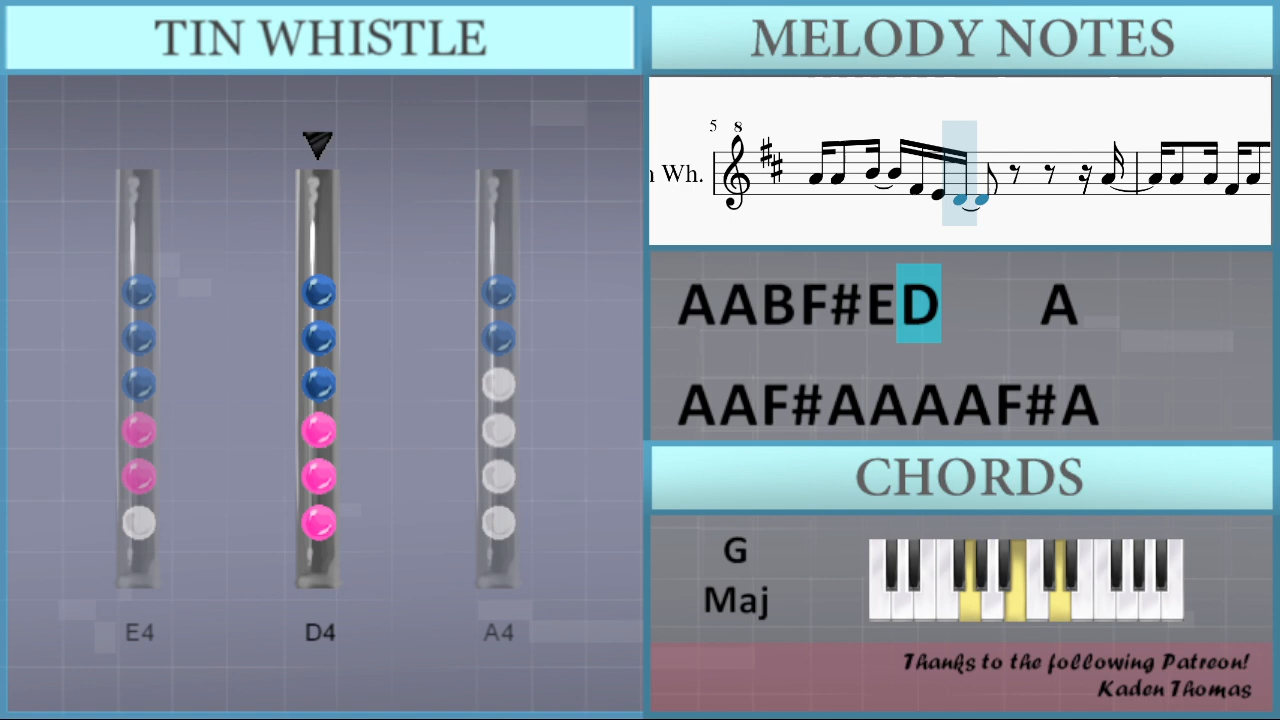 TIN WHISTLE
E4
D4
A4
MELODY NOTES
5
8
Wh.
AABF#ED A
AAF#AAAAF#A
CHORDS
G
Maj
Thanks to the following Patreon!
Kaden Thomas